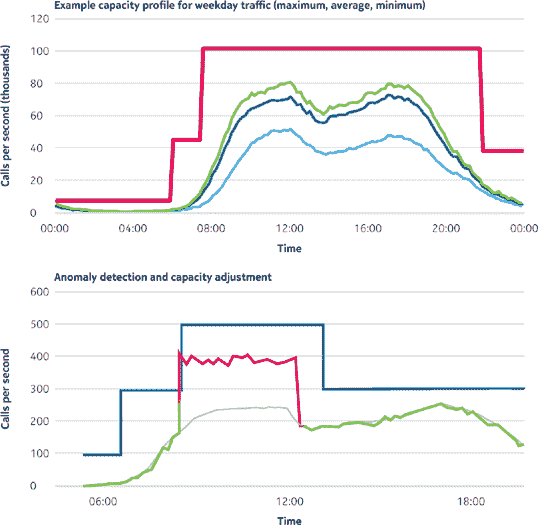 Example capacity profile for weekday traffic (maximum, average, minimum)
Calls per second (thousands)
120
100
80
60
40
20
0
00:00 04:00 08:00 12:00 16:00 20:00 00:00
Time
Anomaly detection and capacity adjustment
Calls per second
600
500
400
300
200
100
0
06:00 12:00 18:00
Time